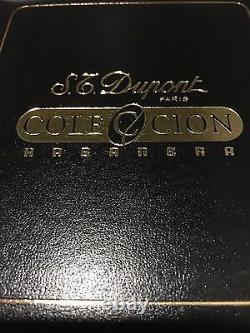 S.T. Dupont
PARIS
COLECCION
HABANERA